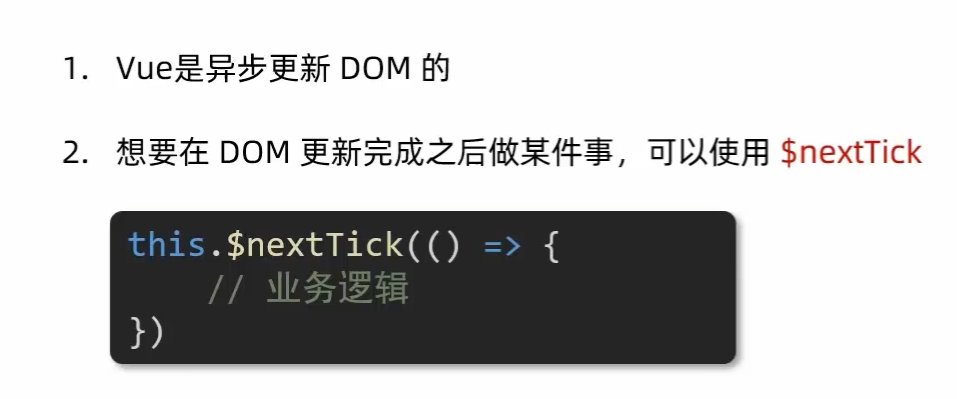 1. Vue是异步更新 DOM 的
2. 想要在 DOM 更新完成之后做某件事，可以使用 $nextTick
this.$nextTick(() => {
    // 业务逻辑
})